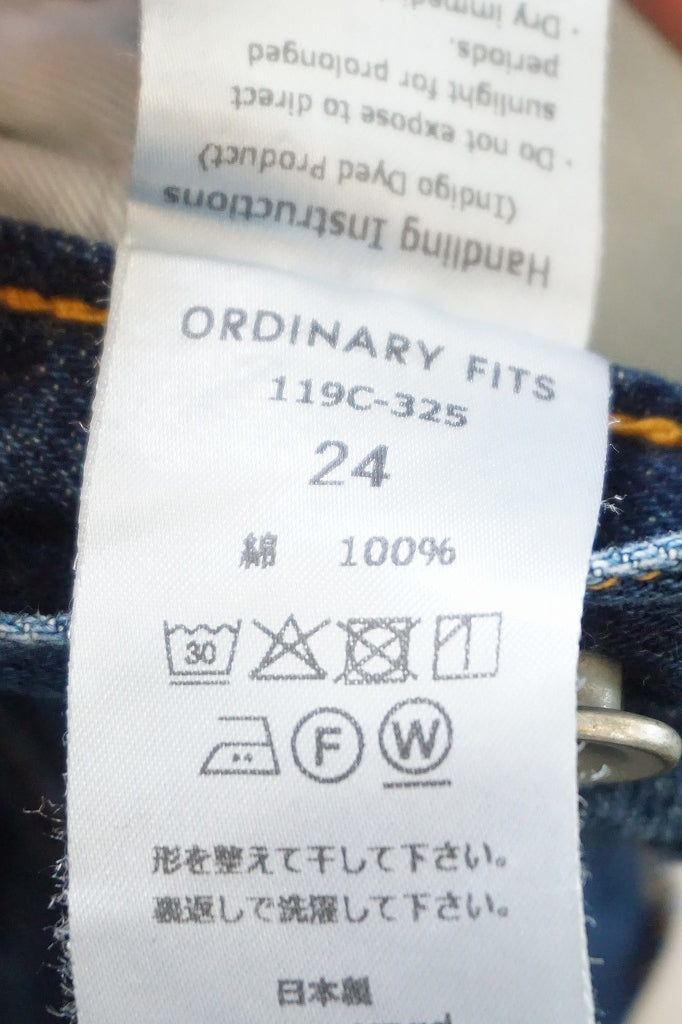 · Dry
periods.
sunlight for prolonged
· Do not expose to direct
(Indigo Dyed Product)
Handling Instructions
ORDINARY FITS
119C-325
24
綿 100%
30
F W
形を整えて干して下さい。
裏返しで洗濯して下さい。
日本製